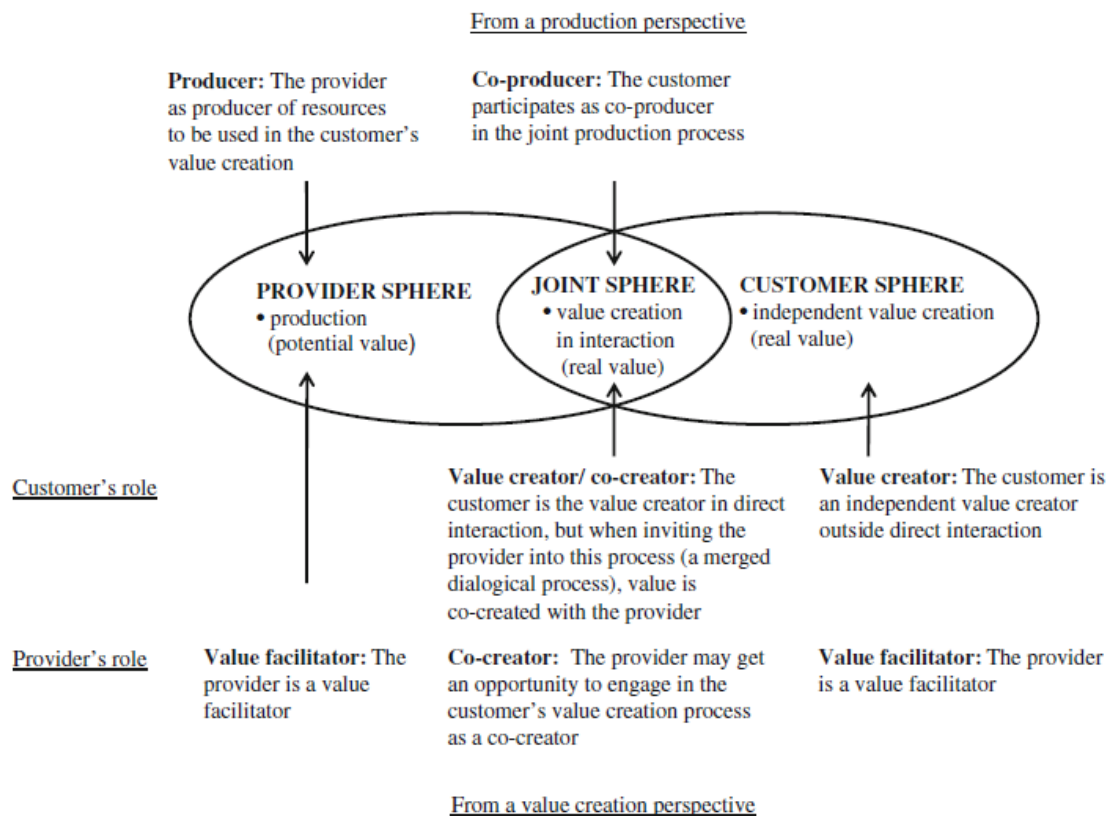 From a production perspective
Producer: The provider
as producer of resources
to be used in the customer's
value creation
Co-producer: The customer
participates as co-producer
in the joint production process
PROVIDER SPHERE
• production
(potential value)
JOINT SPHERE
• value creation
in interaction
(real value)
CUSTOMER SPHERE
• independent value creation
(real value)
Customer's role
Value creator/ co-creator: The
customer is the value creator in direct
interaction, but when inviting the
provider into this process (a merged
dialogical process), value is
co-created with the provider
Value creator: The customer is
an independent value creator
outside direct interaction
Provider's role
Value facilitator: The
provider is a value
facilitator
Co-creator: The provider may get
an opportunity to engage in the
customer's value creation process
as a co-creator
Value facilitator: The provider
is a value facilitator
From a value creation perspective